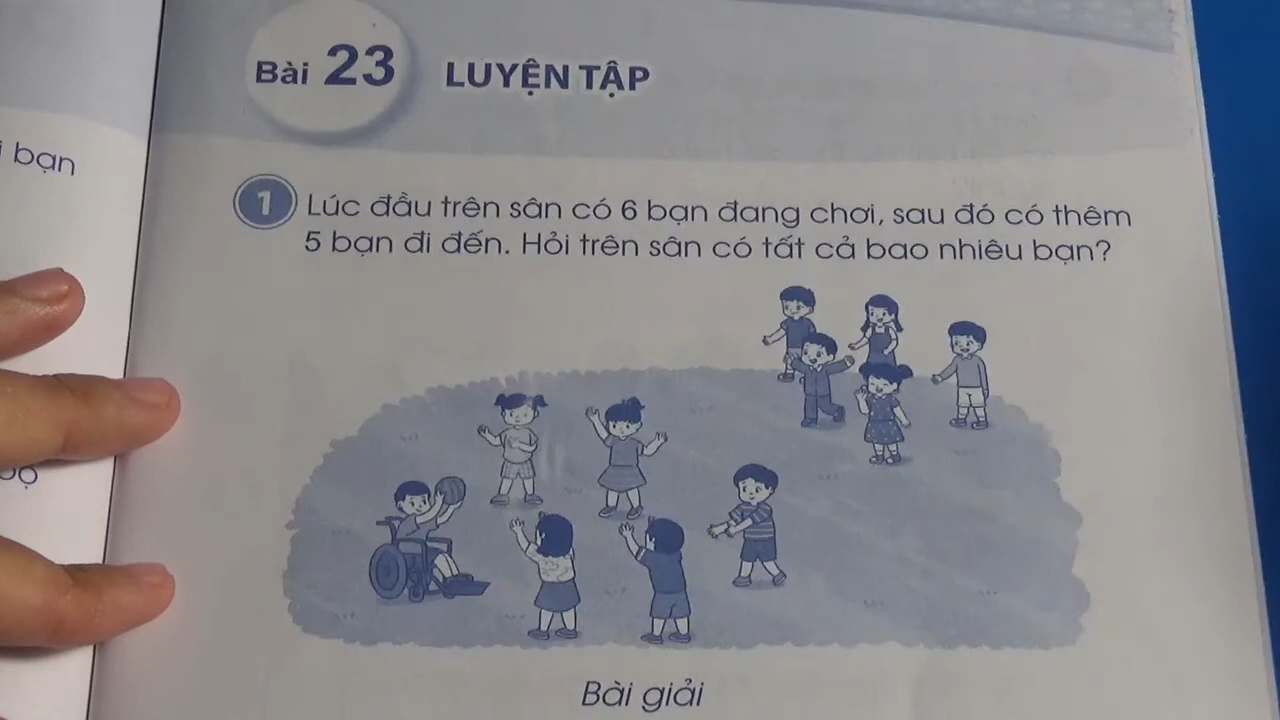 Bài 23 LUYỆN TẬP
bạn
1 Lúc đầu trên sân có 6 bạn đang chơi, sau đó có thêm
5 bạn đi đến. Hỏi trên sân có tất cả bao nhiêu bạn?
Bài giải